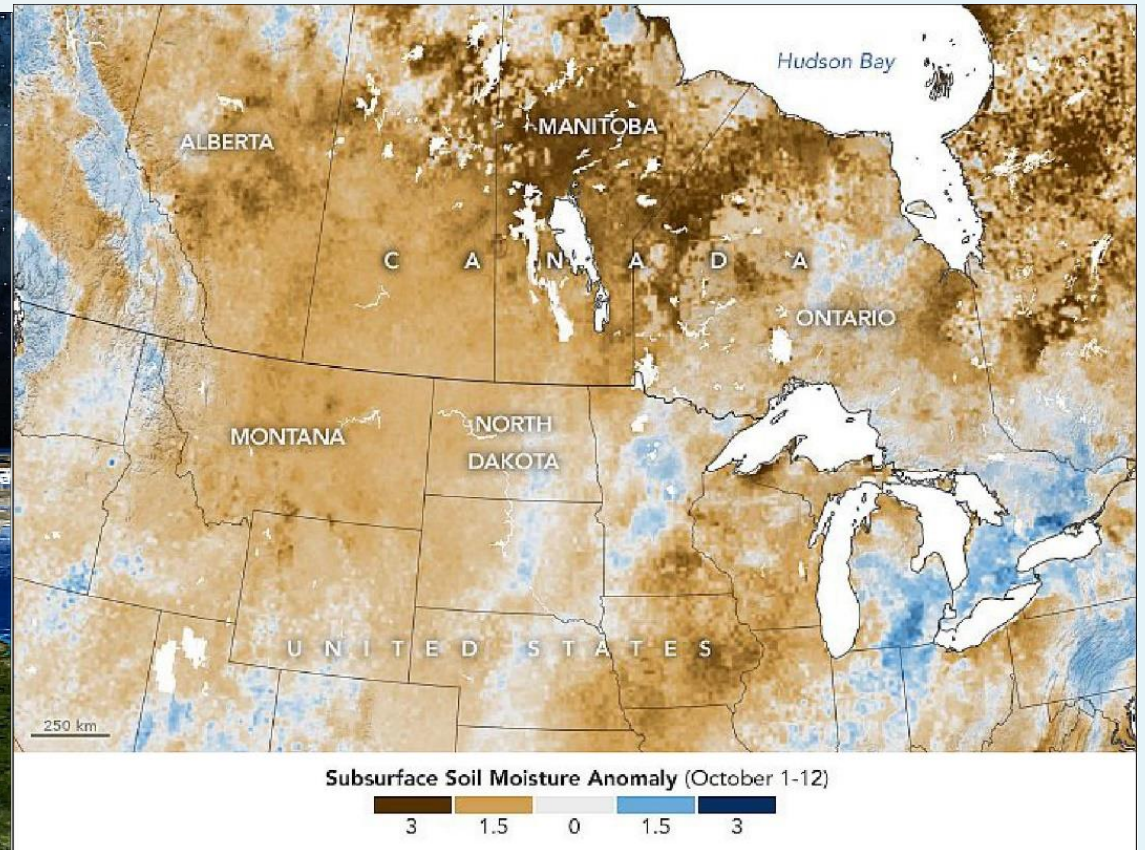 Hudson Bay
ALBERTA
MANITOBA
C A N A D A
ONTARIO
MONTANA
NORTH
DAKOTA
U N I T E D S T A T E S
250 km
Subsurface Soil Moisture Anomaly (October 1-12)
3 1.5 0 1.5 3